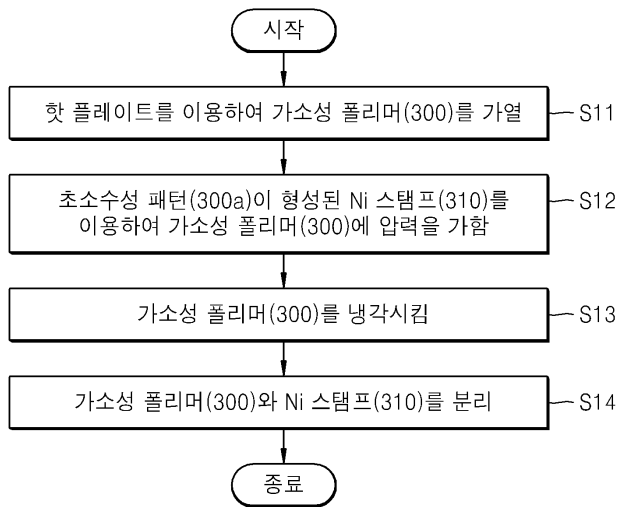 시작
핫 플레이트를 이용하여 가소성 폴리머(300)를 가열
S11
초소수성 패턴(300a)이 형성된 Ni 스탬프(310)를
이용하여 가소성 폴리머(300)에 압력을 가함
S12
가소성 폴리머(300)를 냉각시킴
S13
가소성 폴리머(300)와 Ni 스탬프(310)를 분리
S14
종료